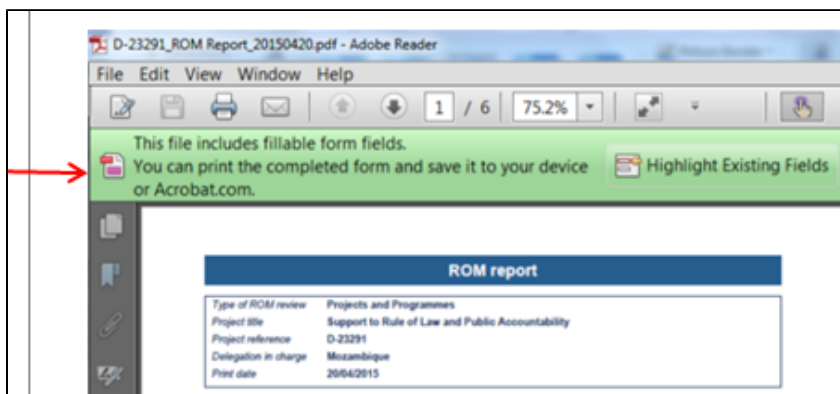 D-23291_ROM Report_20150420.pdf - Adobe Reader
File Edit View Window Help
1 / 6 75.2%
This file includes fillable form fields.
You can print the completed form and save it to your device
or Acrobat.com.
Highlight Existing Fields
ROM report
Type of ROM review Projects and Programmes
Project title Support to Rule of Law and Public Accountability
Project reference D-23291
Delegation in charge Mozambique
Print date 20/04/2015